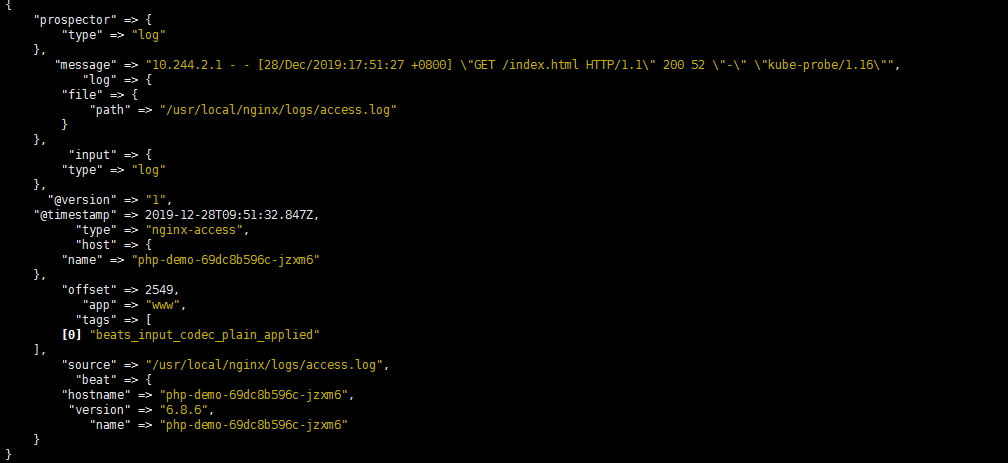 {
    "prospector" => {
        "type" => "log"
    },
       "message" => "10.244.2.1 - - [28/Dec/2019:17:51:27 +0800] \"GET /index.html HTTP/1.1\" 200 52 \"-\" \"kube-probe/1.16\"",
           "log" => {
        "file" => {
            "path" => "/usr/local/nginx/logs/access.log"
        }
    },
         "input" => {
        "type" => "log"
    },
      "@version" => "1",
    "@timestamp" => 2019-12-28T09:51:32.847Z,
          "type" => "nginx-access",
          "host" => {
        "name" => "php-demo-69dc8b596c-jzxm6"
    },
        "offset" => 2549,
           "app" => "www",
          "tags" => [
        [0] "beats_input_codec_plain_applied"
    ],
        "source" => "/usr/local/nginx/logs/access.log",
          "beat" => {
        "hostname" => "php-demo-69dc8b596c-jzxm6",
         "version" => "6.8.6",
            "name" => "php-demo-69dc8b596c-jzxm6"
    }
}